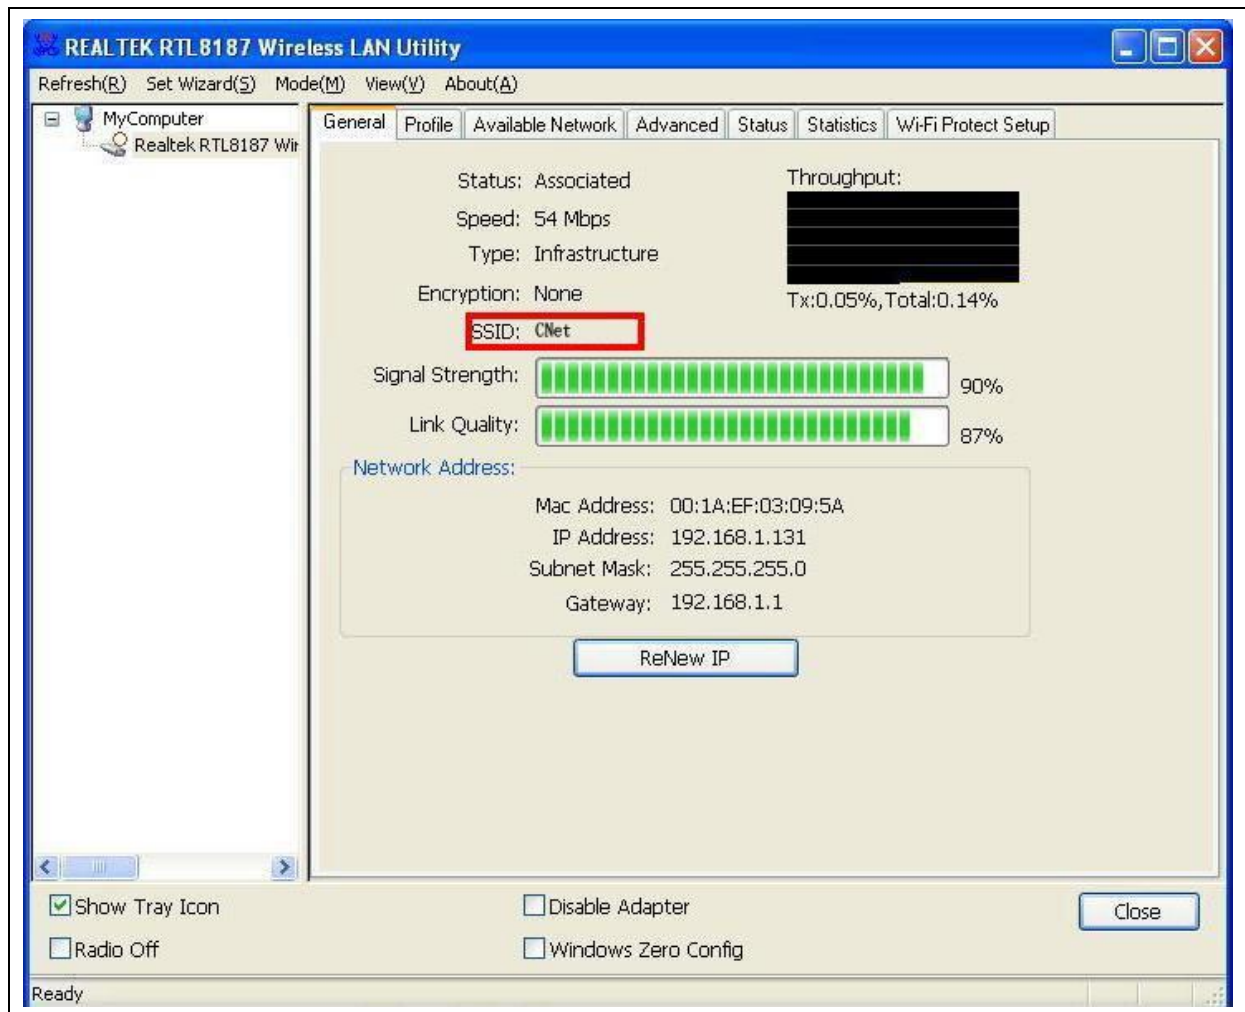 REALTEK RTL8187 Wireless LAN Utility
Refresh(R) Set Wizard(S) Mode(M) View(V) About(A)
MyComputer
Realtek RTL8187 Wir
General Profile Available Network Advanced Status Statistics Wi-Fi Protect Setup
Status: Associated
Speed: 54 Mbps
Type: Infrastructure
Encryption: None
SSID: CNet
Throughput:
Tx:0.05%,Total:0.14%
Signal Strength: 90%
Link Quality: 87%
Network Address:
Mac Address: 00:1A:EF:03:09:5A
IP Address: 192.168.1.131
Subnet Mask: 255.255.255.0
Gateway: 192.168.1.1
ReNew IP
Show Tray Icon
Radio Off
Disable Adapter
Windows Zero Config
Close
Ready